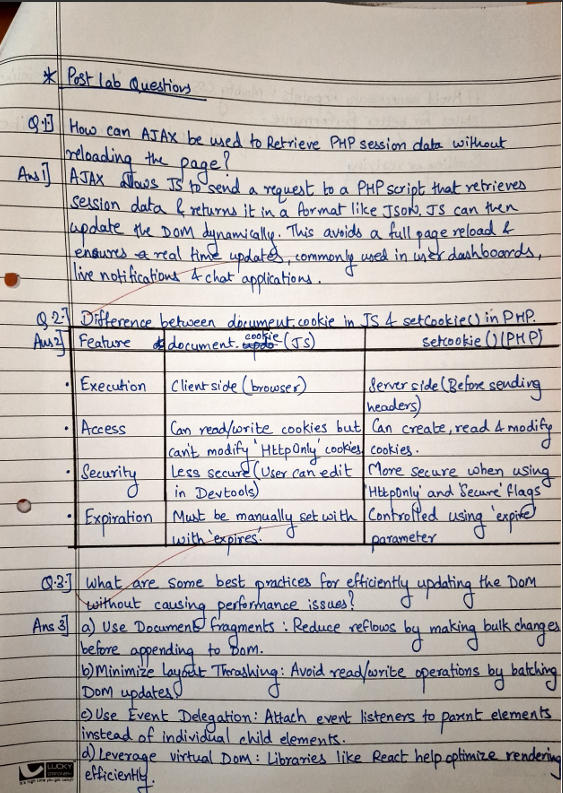 * Post Lab Questions
Q.1] How can AJAX be used to Retrieve PHP session data without
reloading the page?
Ans1] AJAX allows JS to send a request to a PHP script that retrieves
session data & returns it in a format like JSON. JS can then
update the DOM dynamically. This avoids a full page reload &
ensures a real time updates, commonly used in user dashboards,
live notifications & chat applications.
Q.2.] Difference between document.cookie in JS & setcookie() in PHP.
Ans2] Feature document.cookie (JS) setcookie() (PHP)
• Execution Client side (browser) Server side (Before sending
headers)
• Access Can read/write cookies but Can create, read & modify
can't modify 'HttpOnly' cookies cookies.
• Security Less secure (User can edit More secure when using
in Devtools) 'HttpOnly' and 'Secure' flags
• Expiration Must be manually set with Controlled using 'expire'
with 'expires'. parameter
Q.3.] What are some best practices for efficiently updating the DOM
without causing performance issues?
Ans 3] a) Use Document fragments : Reduce reflows by making bulk changes
before appending to Dom.
b) Minimize Layout Thrashing : Avoid read/write operations by batching
DOM updates.
c) Use Event Delegation : Attach event listeners to parent elements
instead of individual child elements.
d) Leverage virtual Dom : Libraries like React help optimize rendering
efficiently.
LUCKY